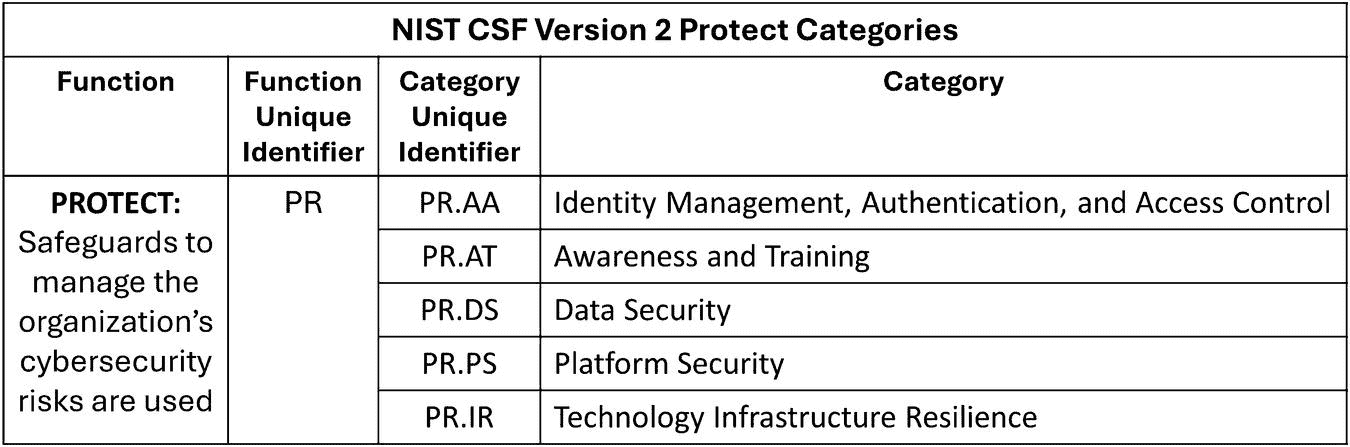 NIST CSF Version 2 Protect Categories
Function
Function
Unique
Identifier
Category
Unique
Identifier
Category
PROTECT:
Safeguards to
manage the
organization’s
cybersecurity
risks are used
PR
PR.AA
Identity Management, Authentication, and Access Control
PR.AT
Awareness and Training
PR.DS
Data Security
PR.PS
Platform Security
PR.IR
Technology Infrastructure Resilience